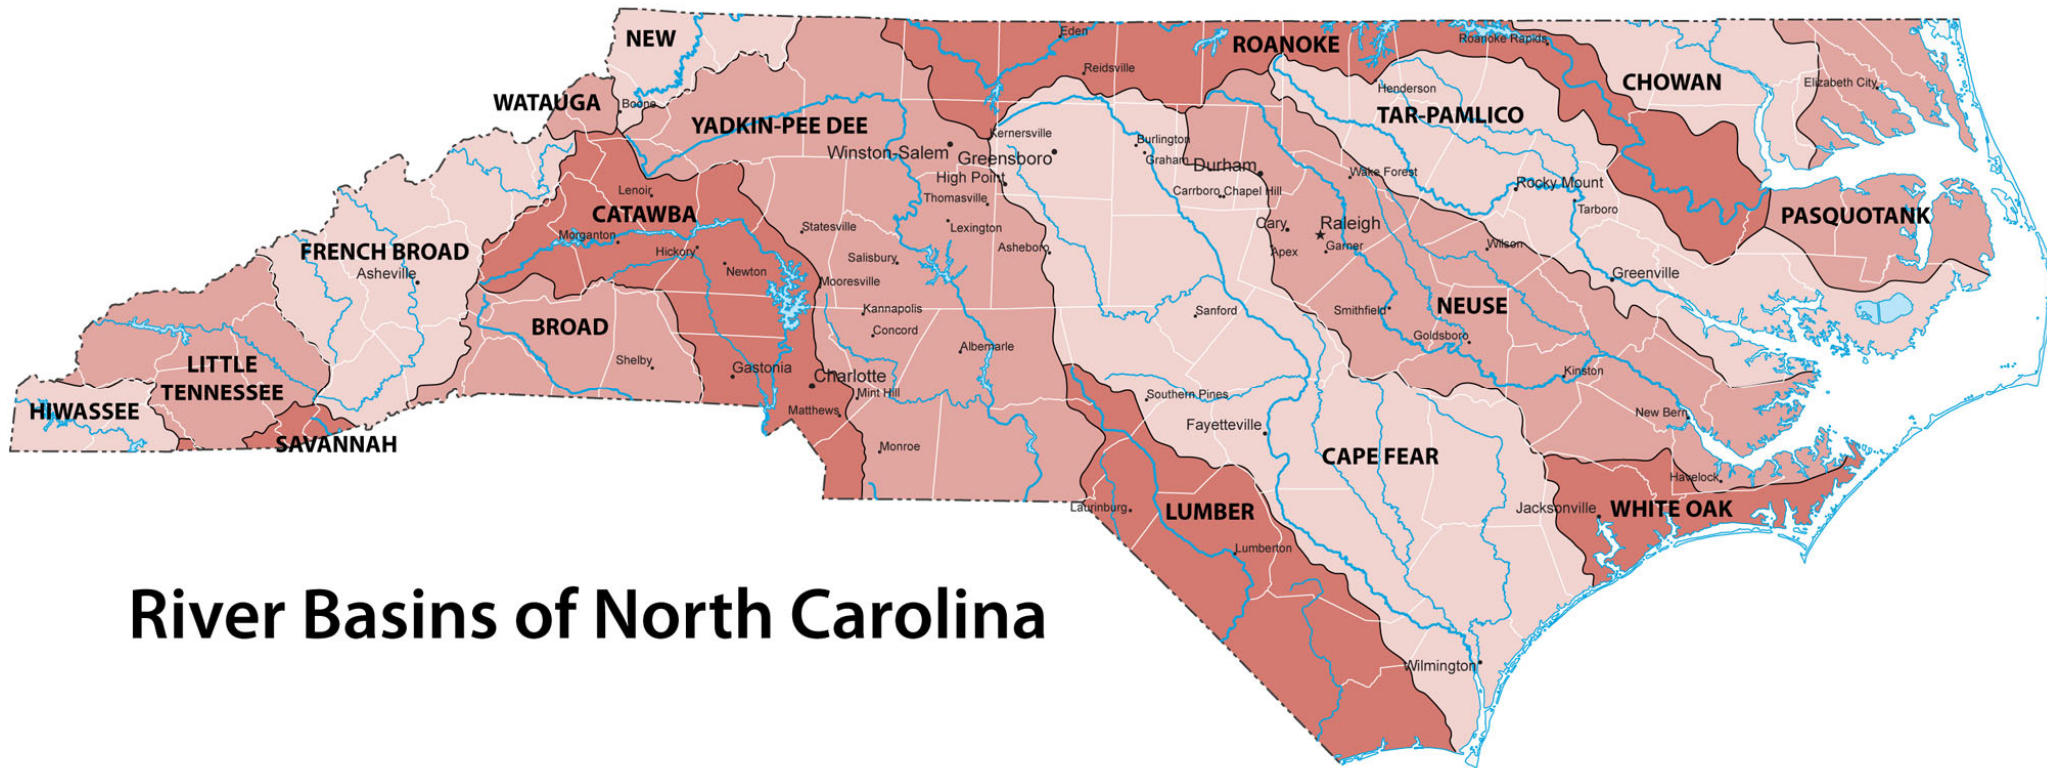 NEW
ROANOKE
Eden
Roanoke Rapids
Reidsville
CHOWAN
Elizabeth City
WATAUGA
Boone
Henderson
TAR-PAMLICO
YADKIN-PEE DEE
Kernersville
Burlington
Winston-Salem
Greensboro
Graham
Durham
Wake Forest
High Point
Rocky Mount
Lenoir
Carrboro
Chapel Hill
Thomasville
Tarboro
CATAWBA
PASQUOTANK
Statesville
Lexington
Cary
Raleigh
Morganton
Asheboro
Garner
Wilson
FRENCH BROAD
Hickory
Salisbury
Apex
Asheville
Newton
Greenville
Mooresville
Kannapolis
Sanford
Smithfield
NEUSE
BROAD
Concord
Goldsboro
Albemarle
LITTLE
TENNESSEE
Shelby
Gastonia
Charlotte
Kinston
Mint Hill
Southern Pines
HIWASSEE
Matthews
New Bern
Fayetteville
SAVANNAH
Monroe
CAPE FEAR
Havelock
Laurinburg
LUMBER
Jacksonville
WHITE OAK
Lumberton
River Basins of North Carolina
Wilmington